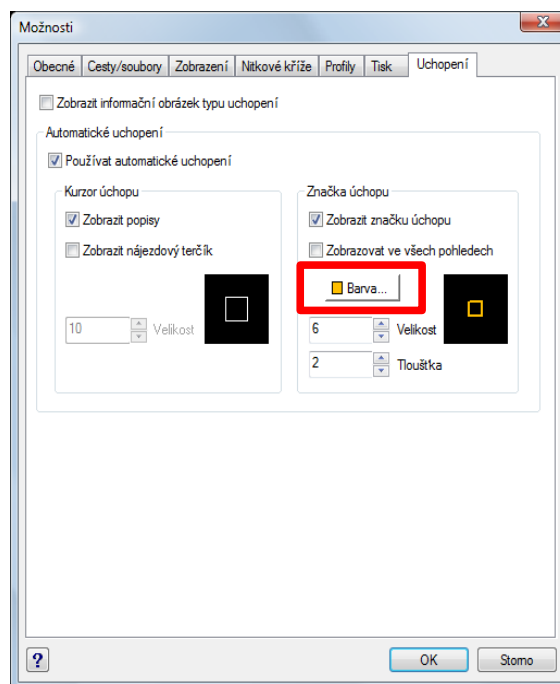 Možnosti
Obecné Cesty/soubory Zobrazení Nitkové kříže Profily Tisk Uchopení
Zobrazit informační obrázek typu uchopení
Automatické uchopení
Používat automatické uchopení
Kurzor úchopu
Zobrazit popisy
Zobrazit nájezdový terčík
10 Velikost
Značka úchopu
Zobrazit značku úchopu
Zobrazovat ve všech pohledech
Barva...
6 Velikost
2 Tloušťka
? OK Storno